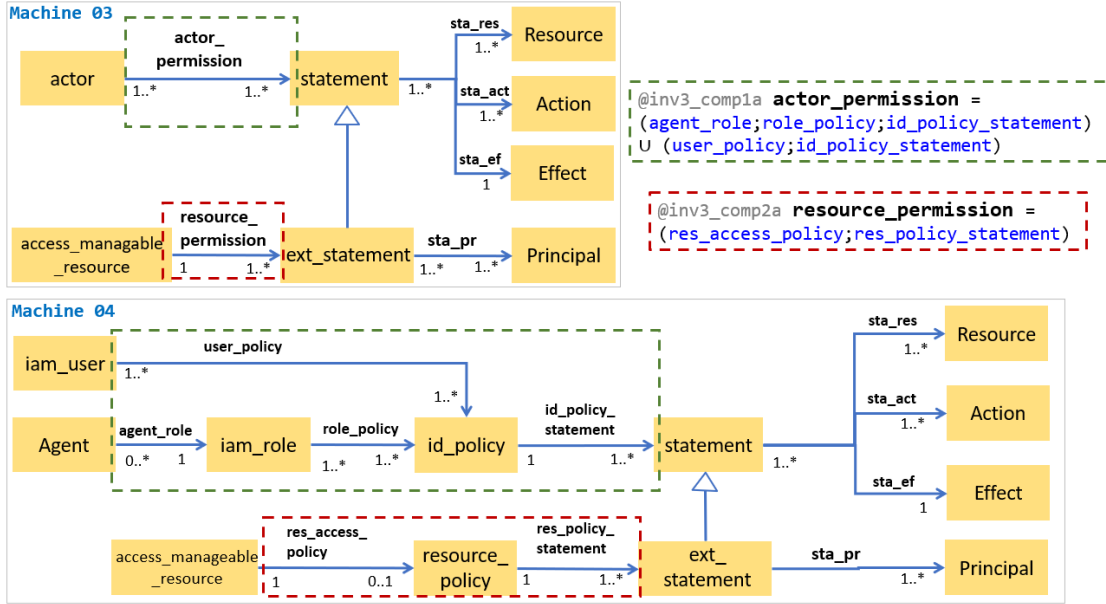 Machine 03
actor
actor_
permission
1..*
1..*
statement
1..*
sta_res
1..*
Resource
sta_act
1..*
Action
sta_ef
1
Effect
access_managable
_resource
resource_
permission
1
1..*
ext_statement
sta_pr
1..*
1..*
Principal
@inv3_comp1a actor_permission =
(agent_role;role_policy;id_policy_statement)
∪ (user_policy;id_policy_statement)
@inv3_comp2a resource_permission =
(res_access_policy;res_policy_statement)
Machine 04
iam_user
user_policy
1..*
1..*
Agent
agent_role
0..*
1
iam_role
role_policy
1..*
1..*
id_policy
id_policy_
statement
1
1..*
statement
1..*
sta_res
1..*
Resource
sta_act
1..*
Action
sta_ef
1
Effect
access_manageable
_resource
res_access_
policy
1
0..1
resource_
policy
res_policy_
statement
1
1..*
ext_
statement
sta_pr
1..*
Principal